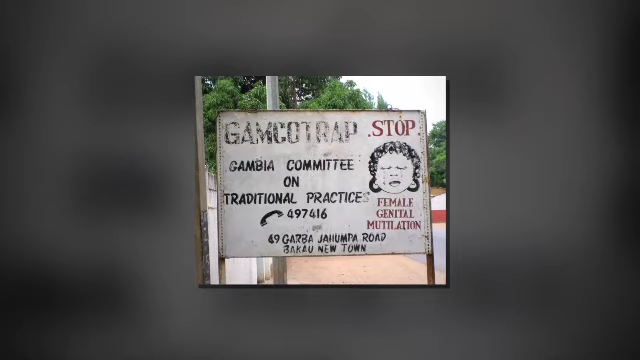 GAMCOTRAP
STOP
GAMBIA COMMITTEE
ON
TRADITIONAL PRACTICES
497416
FEMALE
GENITAL
MUTILATION
49 GARBA JAHUMPA ROAD
BAKAU NEW TOWN